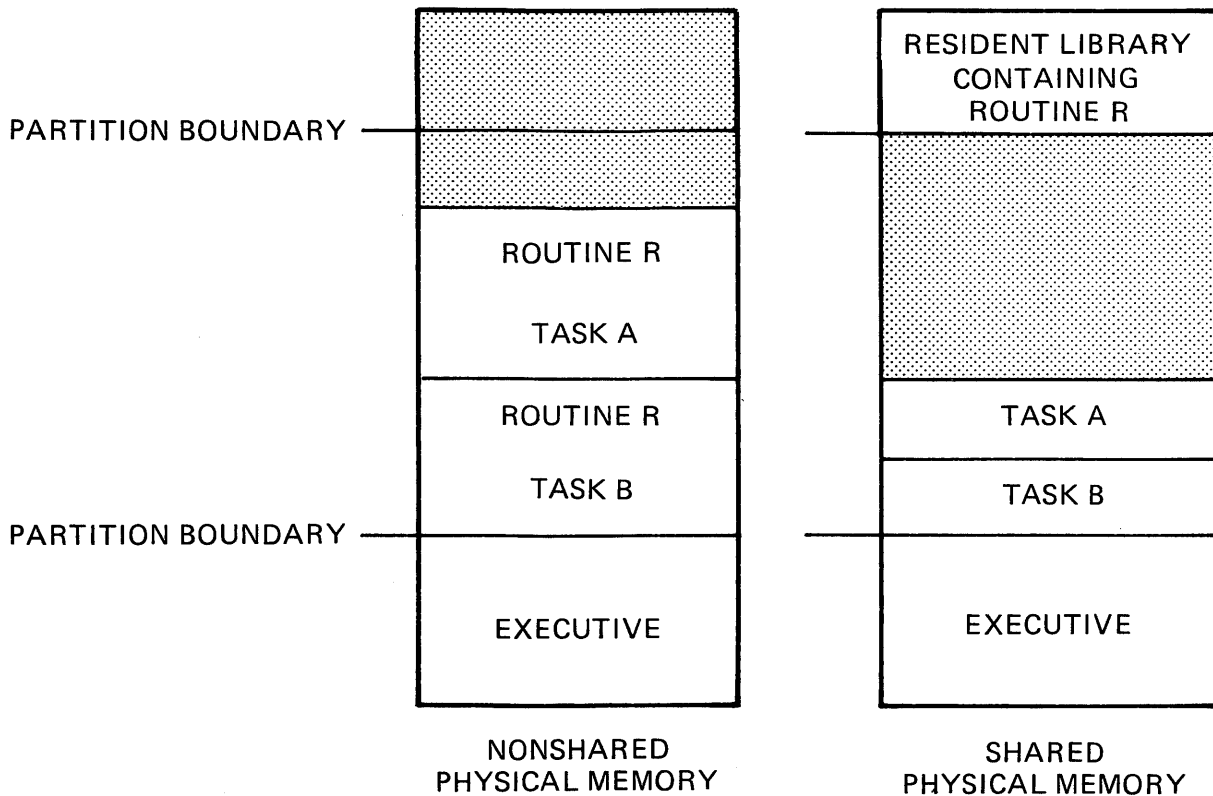 RESIDENT LIBRARY
CONTAINING
ROUTINE R
PARTITION BOUNDARY
ROUTINE R
TASK A
ROUTINE R
TASK B
TASK A
TASK B
PARTITION BOUNDARY
EXECUTIVE
EXECUTIVE
NONSHARED
PHYSICAL MEMORY
SHARED
PHYSICAL MEMORY